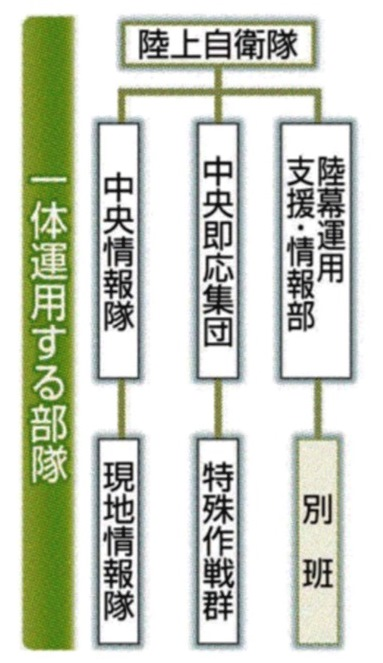 陸上自衛隊
陸幕運用
支援・情報部
中央即応集団
中央情報隊
別班
特殊作戦群
現地情報隊
一体運用する部隊